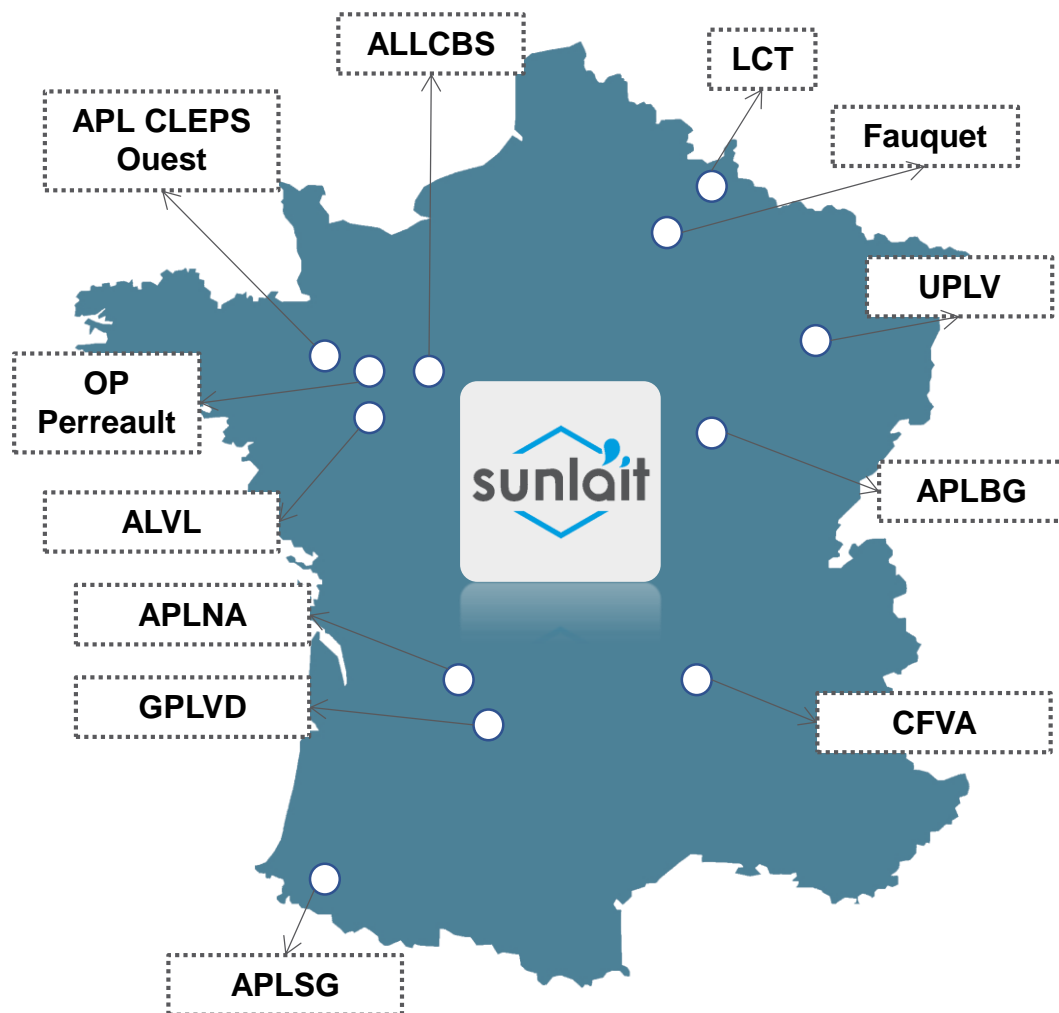 ALLCBS
LCT
APL CLEPS
Ouest
Fauquet
UPLV
OP
Perreault
sunlait
APLBG
ALVL
APLNA
GPLVD
CFVA
APLSG